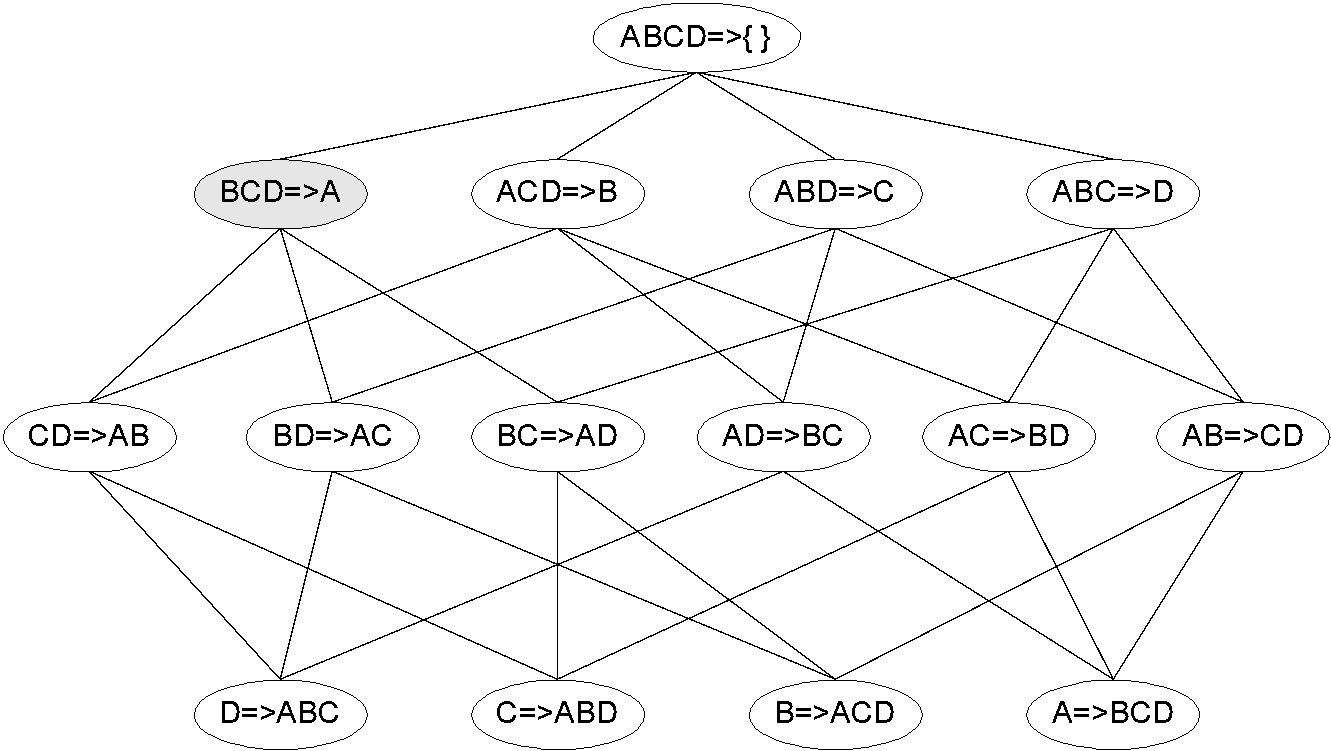 ABCD=>{ }
BCD=>A
ACD=>B
ABD=>C
ABC=>D
CD=>AB
BD=>AC
BC=>AD
AD=>BC
AC=>BD
AB=>CD
D=>ABC
C=>ABD
B=>ACD
A=>BCD